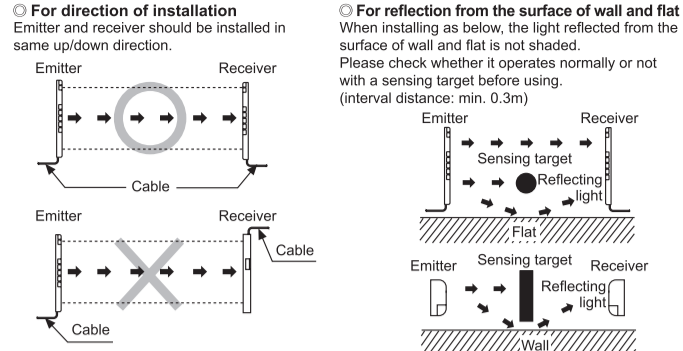 ◎ For direction of installation
Emitter and receiver should be installed in
same up/down direction.
Emitter
Receiver
Cable
Emitter
Receiver
Cable
Cable
◎ For reflection from the surface of wall and flat
When installing as below, the light reflected from the
surface of wall and flat is not shaded.
Please check whether it operates normally or not
with a sensing target before using.
(interval distance: min. 0.3m)
Emitter
Receiver
Sensing target
Reflecting
light
Flat
Emitter
Sensing target
Receiver
Reflecting
light
Wall